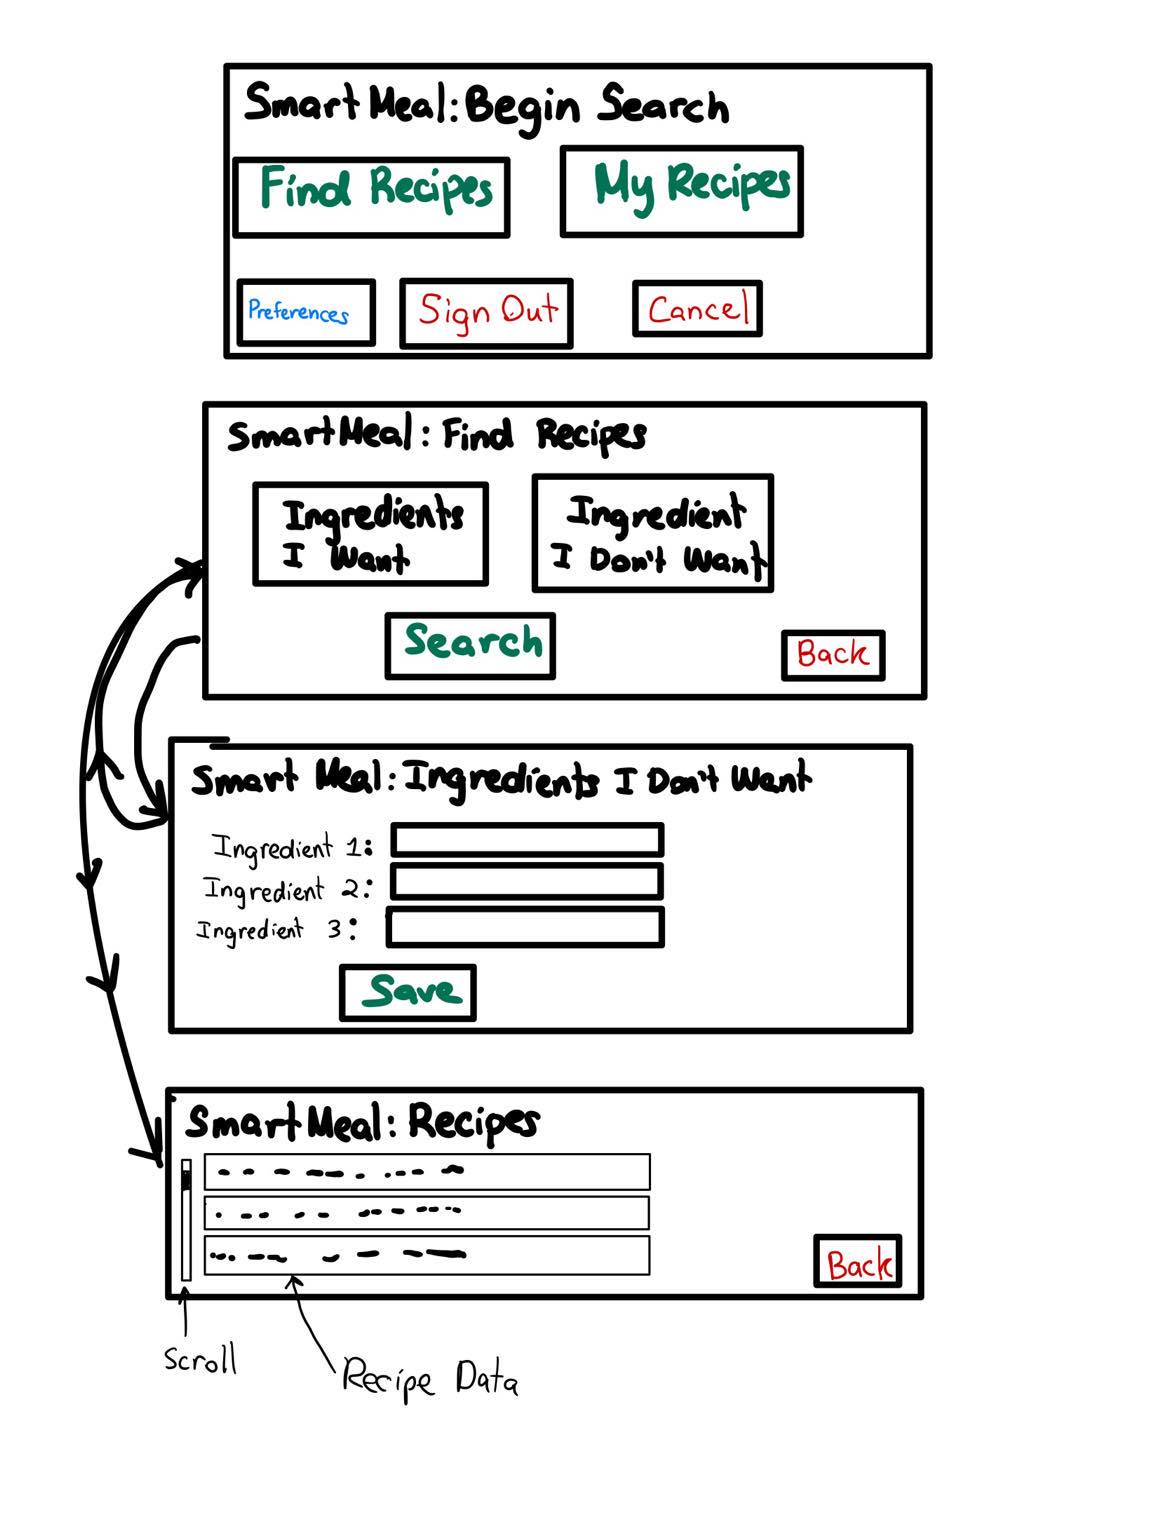 Smart Meal: Begin Search
Find Recipes
My Recipes
Preferences
Sign Out
Cancel
SmartMeal: Find Recipes
Ingredients
I Want
Ingredient
I Don't Want
Search
Back
Smart Meal: Ingredients I Don't Want
Ingredient 1:
Ingredient 2:
Ingredient 3:
Save
SmartMeal: Recipes
Back
Scroll
Recipe Data